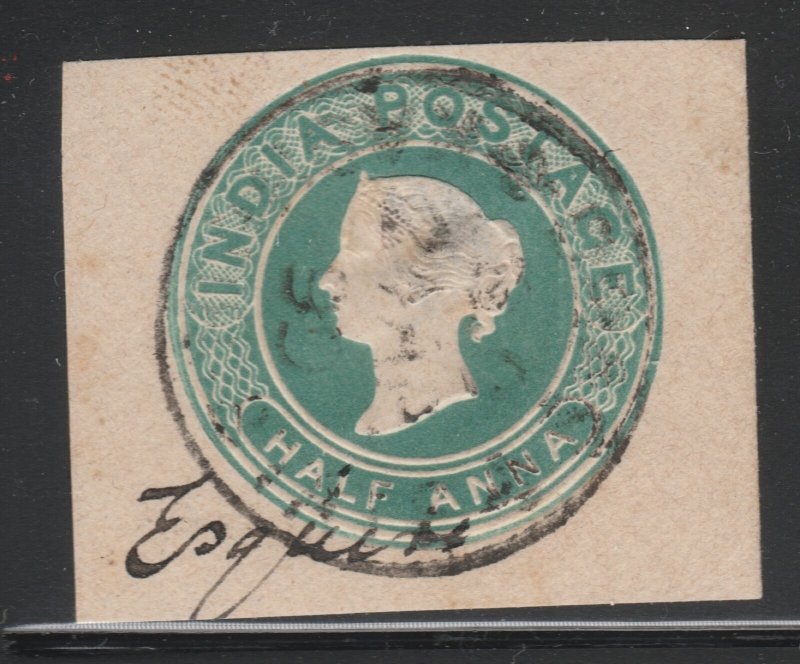 INDIA POSTAGE
HALF ANNA
Esquire